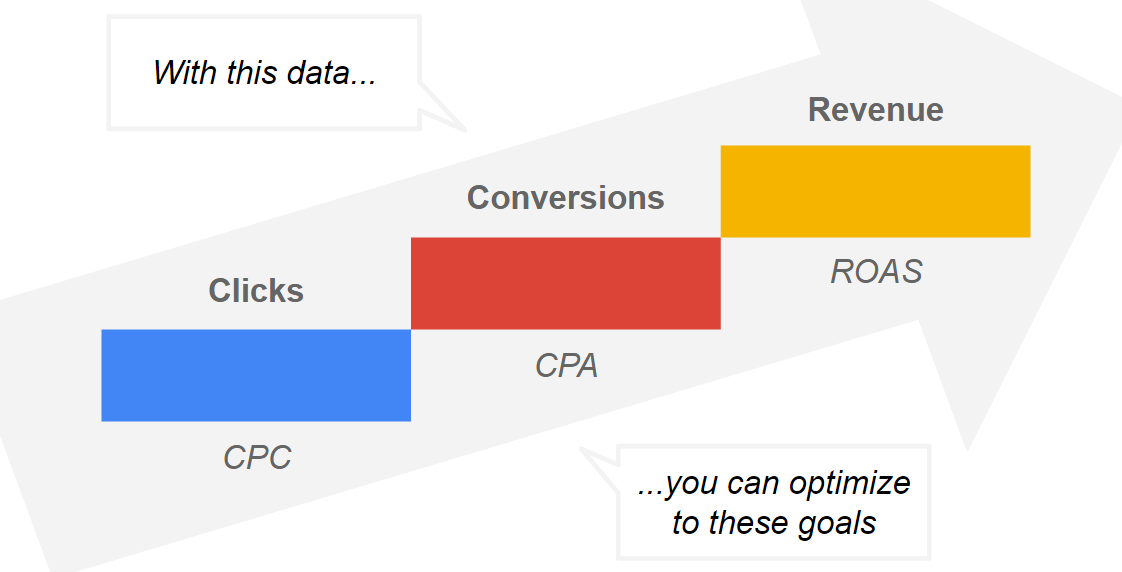 With this data...
Revenue
Conversions
ROAS
Clicks
CPA
CPC
...you can optimize
to these goals